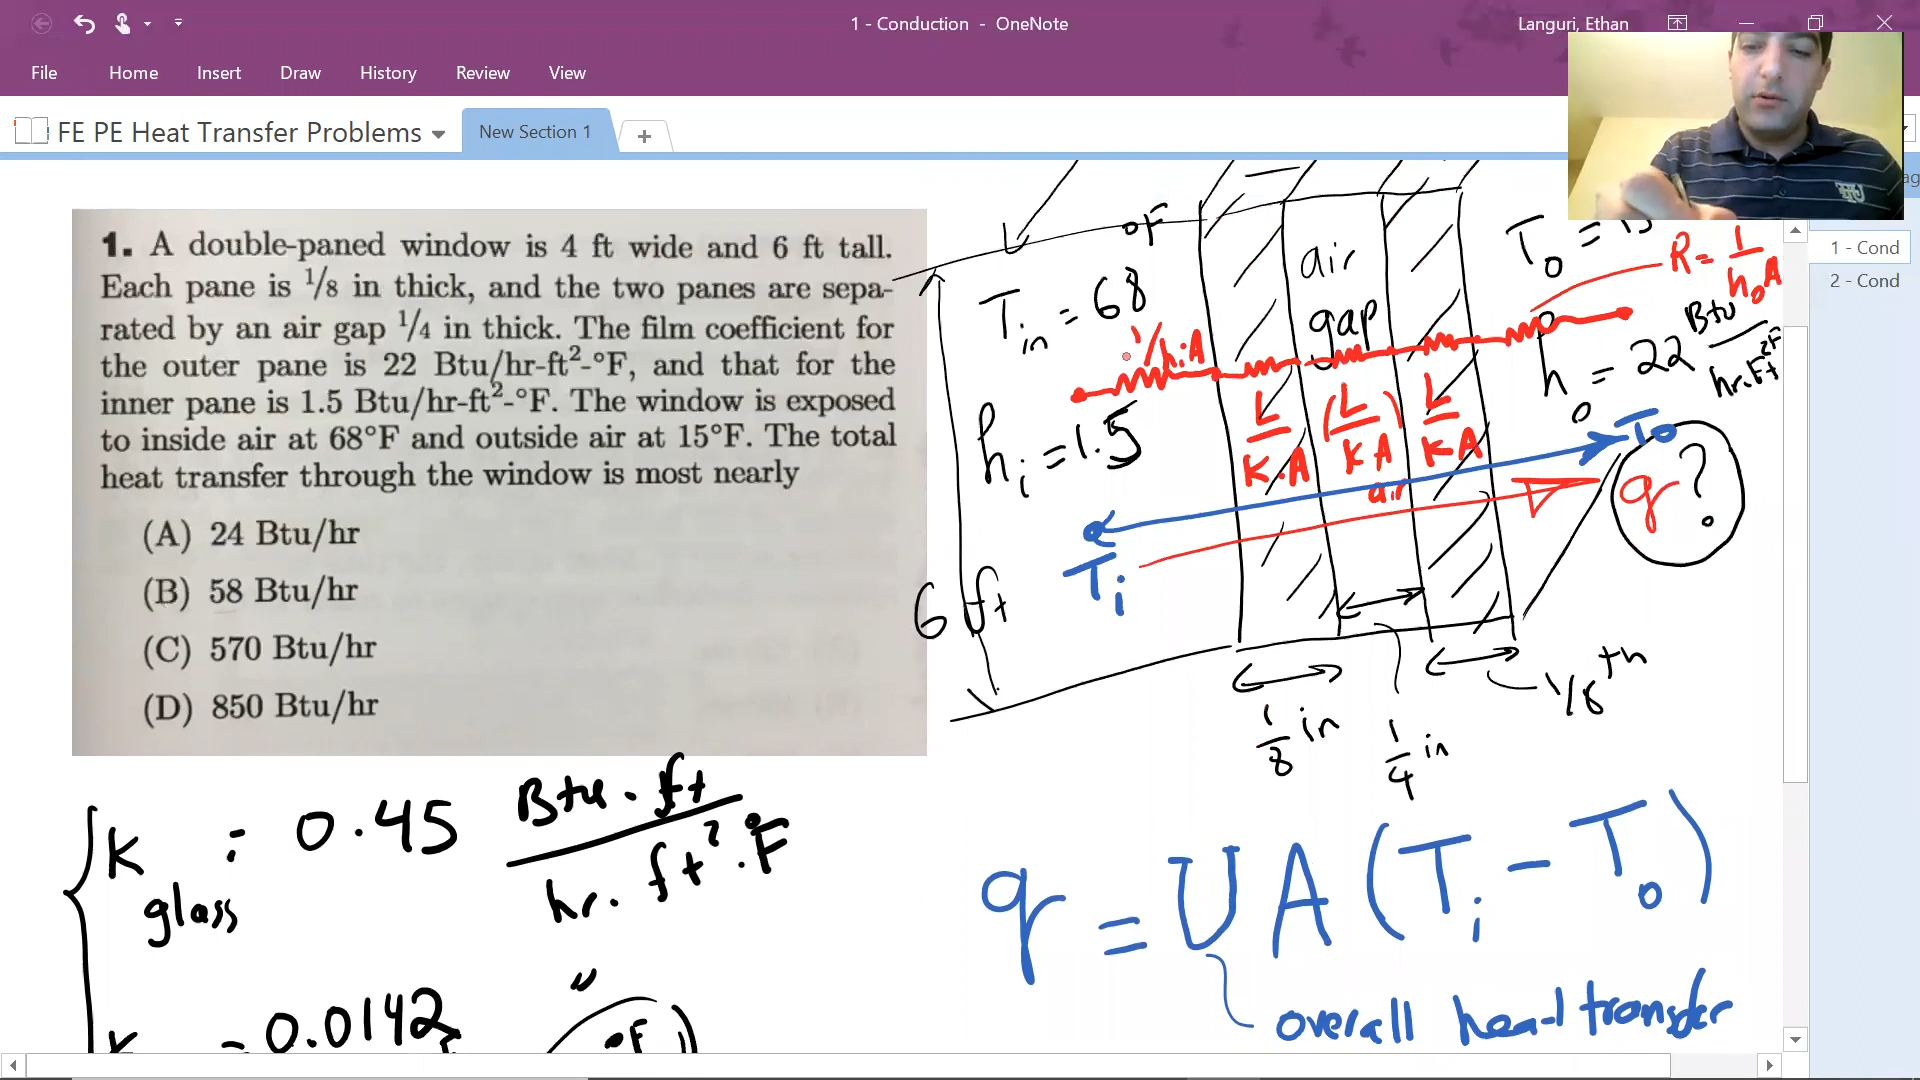 1 - Conduction - OneNote
Languri, Ethan
File Home Insert Draw History Review View
FE PE Heat Transfer Problems
New Section 1
+
1 - Cond
2 - Cond
1. A double-paned window is 4 ft wide and 6 ft tall.
Each pane is 1/8 in thick, and the two panes are sepa-
rated by an air gap 1/4 in thick. The film coefficient for
the outer pane is 22 Btu/hr-ft²-°F, and that for the
inner pane is 1.5 Btu/hr-ft²-°F. The window is exposed
to inside air at 68°F and outside air at 15°F. The total
heat transfer through the window is most nearly
(A) 24 Btu/hr
(B) 58 Btu/hr
(C) 570 Btu/hr
(D) 850 Btu/hr
T_in = 68 °F
h_i = 1.5
6 ft
air
gap
T_o = 15
R = 1/h_oA
h_o = 22 Btu/hr.ft²°F
1/h_iA
L/K.A
(L/KA)air
L/KA
T_o
T_i
q?
1/8 in
1/4 in
1/8th
K_glass = 0.45 Btu.ft/hr.ft².°F
K = 0.0142
"
°F
q = UA(T_i - T_o)
overall heat transfer